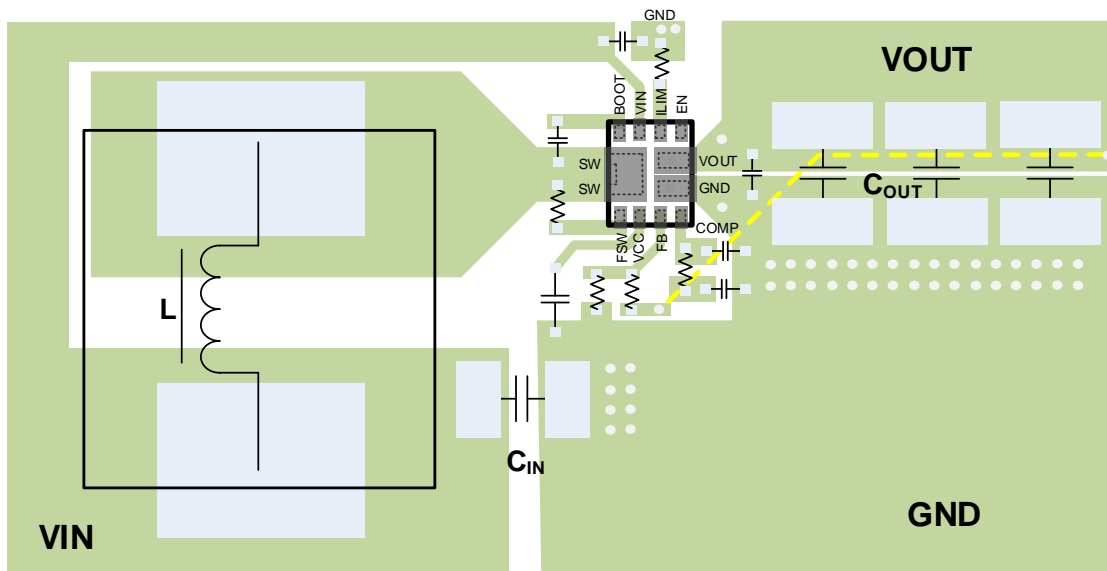 GND
VOUT
BOOT
VIN
ILIM
EN
SW
VOUT
SW
GND
COUT
FSW
VCC
FB
COMP
L
CIN
VIN
GND